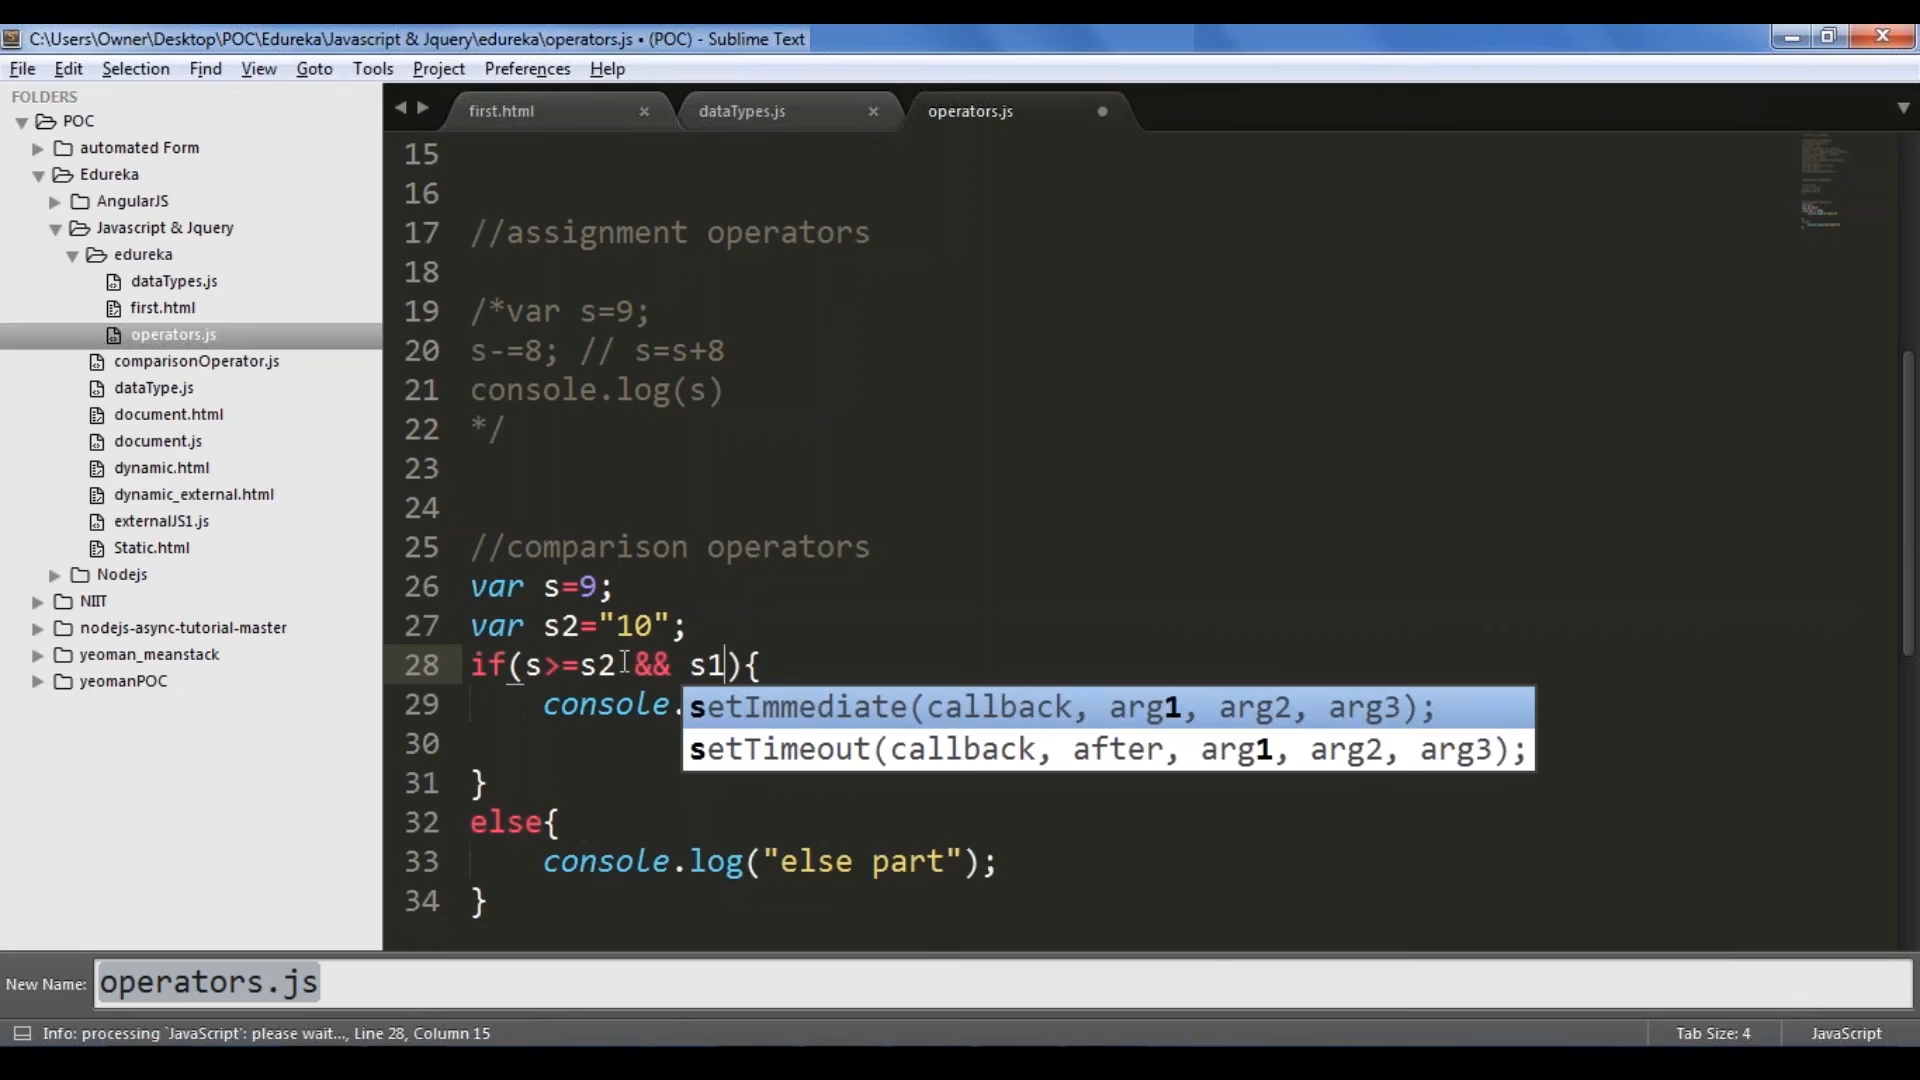 C:\Users\Owner\Desktop\POC\Edureka\Javascript & Jquery\edureka\operators.js • (POC) - Sublime Text
File Edit Selection Find View Goto Tools Project Preferences Help
FOLDERS
POC
automated Form
Edureka
AngularJS
Javascript & Jquery
edureka
dataTypes.js
first.html
operators.js
comparisonOperator.js
dataType.js
document.html
document.js
dynamic.html
dynamic_external.html
externalJS1.js
Static.html
Nodejs
NIIT
nodejs-async-tutorial-master
yeoman_meanstack
yeomanPOC
first.html × dataTypes.js × operators.js
15
16
17 //assignment operators
18
19 /*var s=9;
20 s-=8; // s=s+8
21 console.log(s)
22 */
23
24
25 //comparison operators
26 var s=9;
27 var s2="10";
28 if(s>=s2 && s1){
29 console.
setImmediate(callback, arg1, arg2, arg3);
30
setTimeout(callback, after, arg1, arg2, arg3);
31 }
32 else{
33 console.log("else part");
34 }
New Name: operators.js
Info: processing `JavaScript': please wait..., Line 28, Column 15
Tab Size: 4
JavaScript